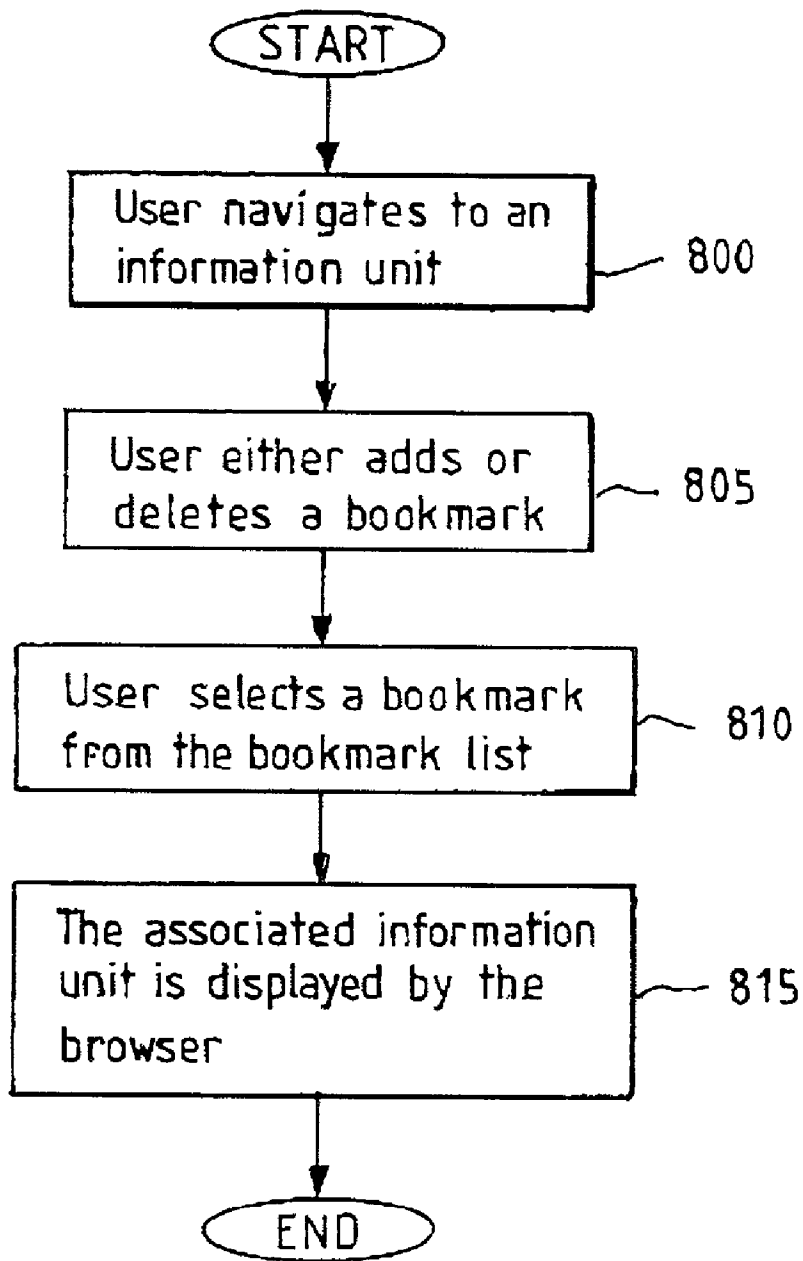 START
User navigates to an
information unit
800
User either adds or
deletes a bookmark
805
User selects a bookmark
from the bookmark list
810
The associated information
unit is displayed by the
browser
815
END